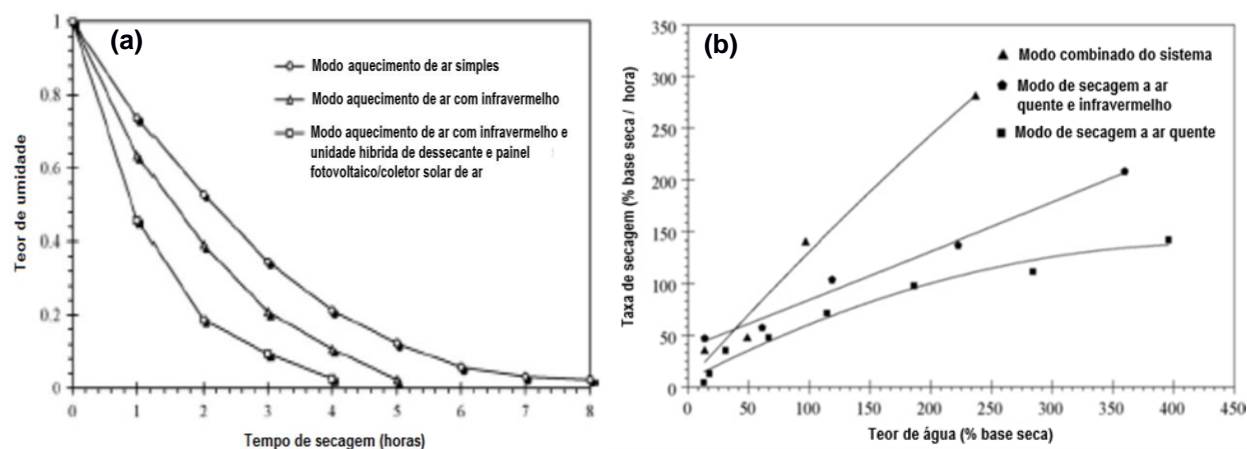 (a)
Modo aquecimento de ar simples
Modo aquecimento de ar com infravermelho
Modo aquecimento de ar com infravermelho e
unidade hibrida de dessecante e painel
fotovoltaico/coletor solar de ar
Teor de umidade
1
0.8
0.6
0.4
0.2
0
0 1 2 3 4 5 6 7 8
Tempo de secagem (horas)
(b)
Modo combinado do sistema
Modo de secagem a ar
quente e infravermelho
Modo de secagem a ar quente
Taxa de secagem (% base seca / hora)
350
300
250
200
150
100
50
0
0 50 100 150 200 250 300 350 400 450
Teor de água (% base seca)